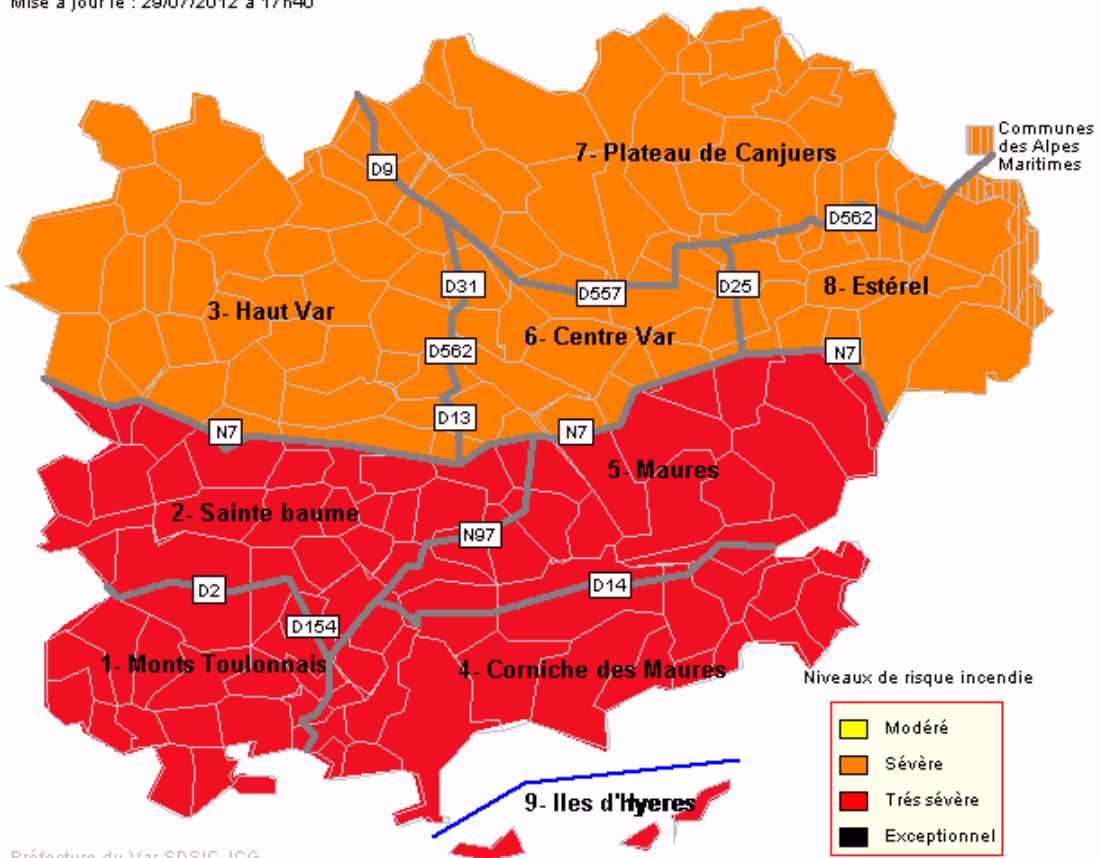 Mise à jour le : 29/07/2012 à 17h40
Communes
des Alpes
Maritimes
7- Plateau de Canjuers
D9
D562
D31
D557
D25
8- Estérel
3- Haut Var
6- Centre Var
D562
N7
D13
N7
N7
5- Maures
2- Sainte baume
N97
D2
D14
D154
1- Monts Toulonnais
4- Corniche des Maures
Niveaux de risque incendie
Modéré
Sévère
Trés sévère
Exceptionnel
9- Iles d'Hyeres
Préfecture du Var SDSIC-JCG